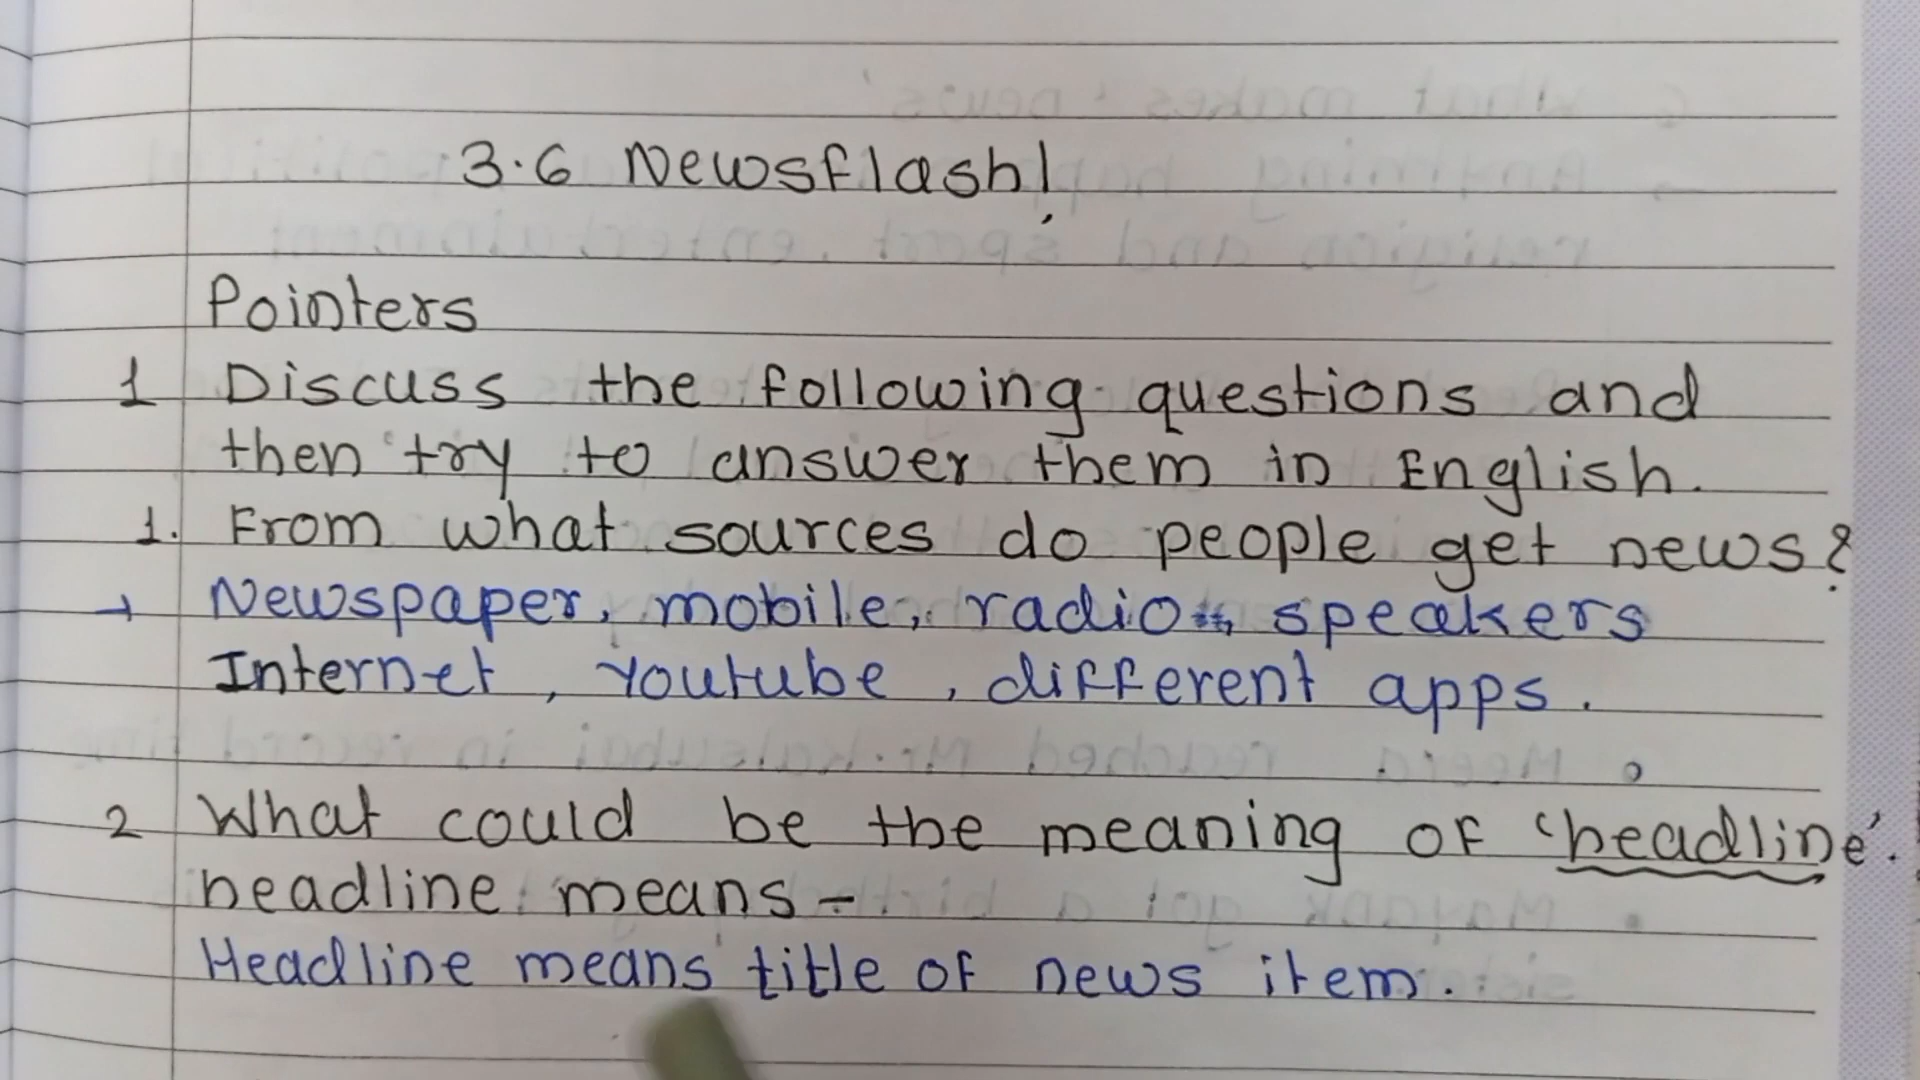 3.6 Newsflash!
Pointers
1 Discuss the following questions and
then try to answer them in English.
1. From what sources do people get news?
→ Newspaper, mobile, radio, speakers
Internet, Youtube, different apps.
2 What could be the meaning of 'headline'.
headline means -
Headline means title of news item.